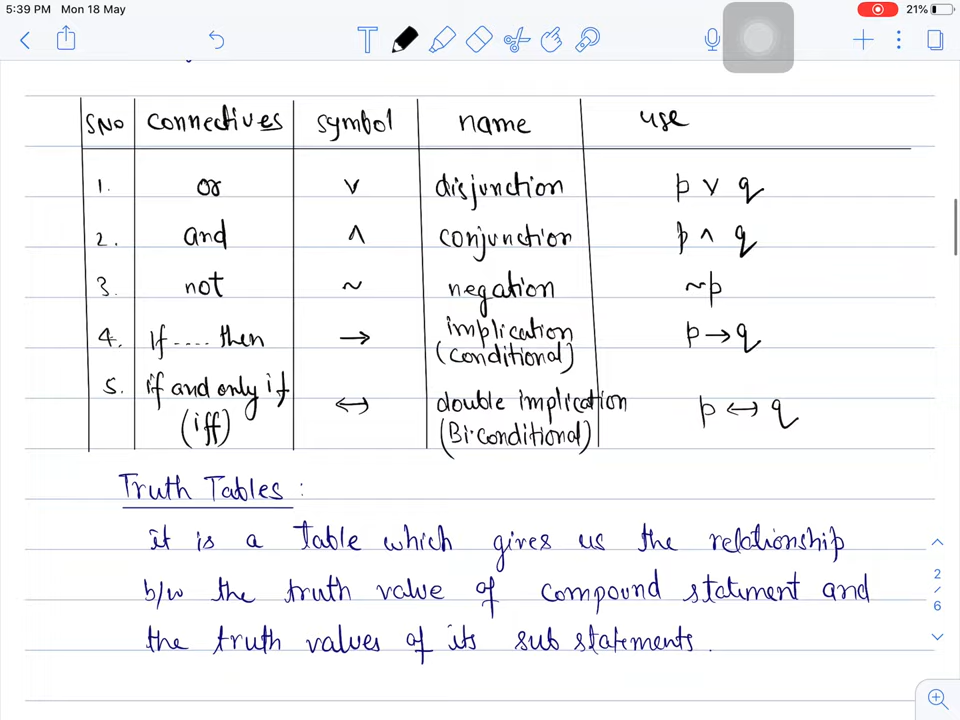 5:39 PM Mon 18 May
21%
SNO connectives symbol name use
1. or ∨ disjunction p ∨ q
2. and ∧ conjunction p ∧ q
3. not ~ negation ~p
4. If .... then → implication (conditional) p → q
5. if and only if (iff) ↔ double implication (Bi-conditional) p ↔ q
Truth Tables :
it is a table which gives us the relationship
b/w the truth value of compound statement and
the truth values of its sub statements.
2
/
6